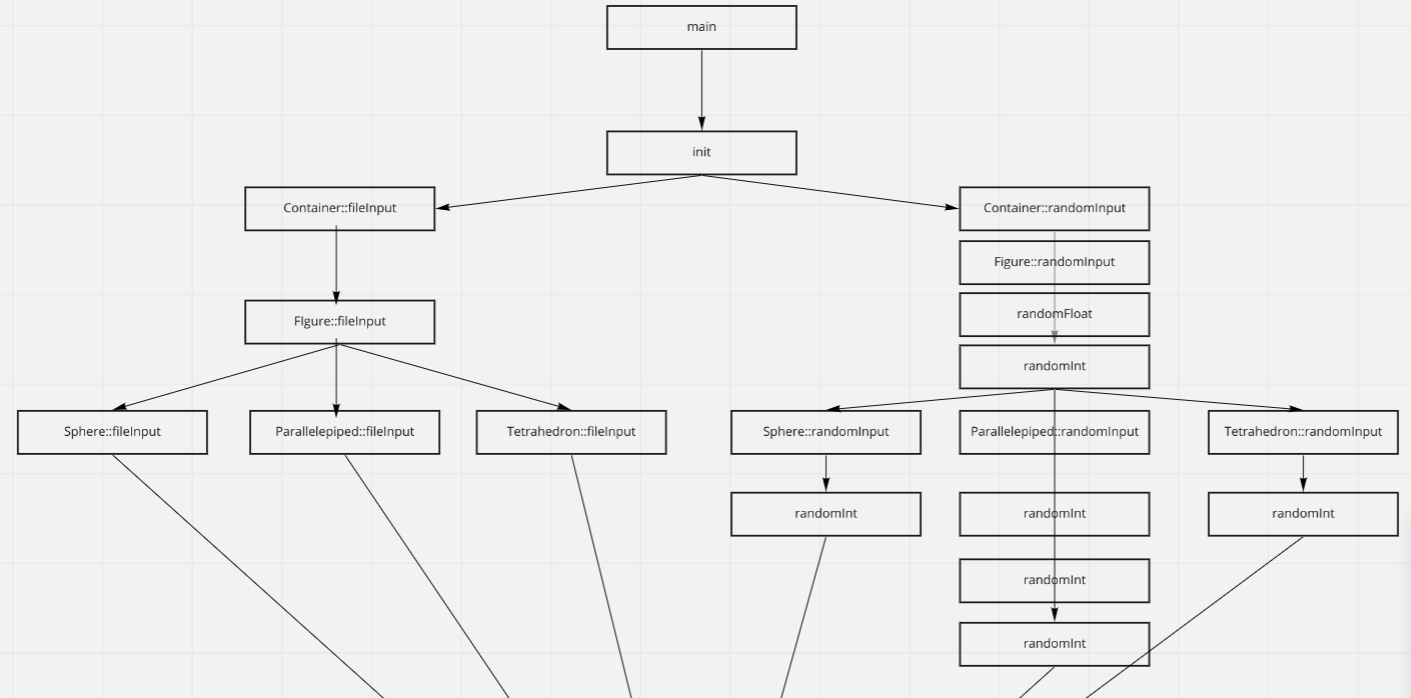 main
init
Container::fileInput
Container::randomInput
Figure::randomInput
randomFloat
FIgure::fileInput
randomInt
Sphere::fileInput
Parallelepiped::fileInput
Tetrahedron::fileInput
Sphere::randomInput
Parallelepiped::randomInput
Tetrahedron::randomInput
randomInt
randomInt
randomInt
randomInt
randomInt